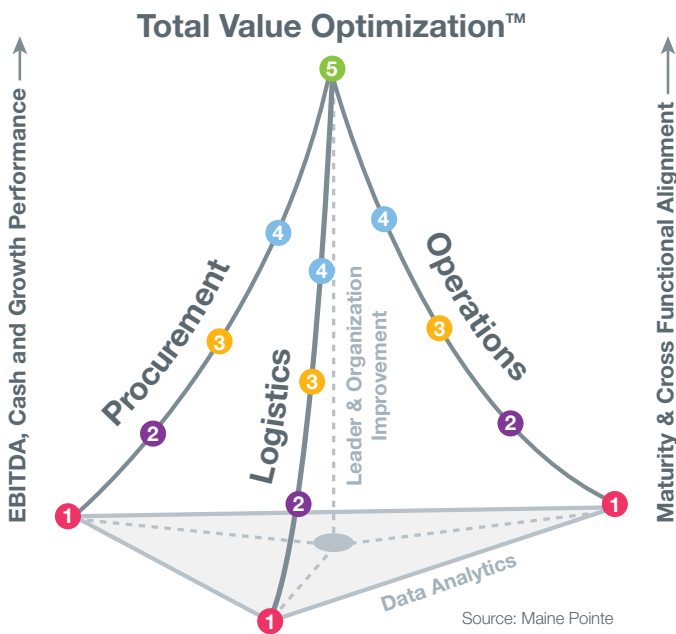 Total Value Optimization™
EBITDA, Cash and Growth Performance
Maturity & Cross Functional Alignment
5
4
4
4
Procurement
Operations
Leader & Organization
Improvement
3
3
3
Logistics
2
2
2
1
1
1
Data Analytics
Source: Maine Pointe